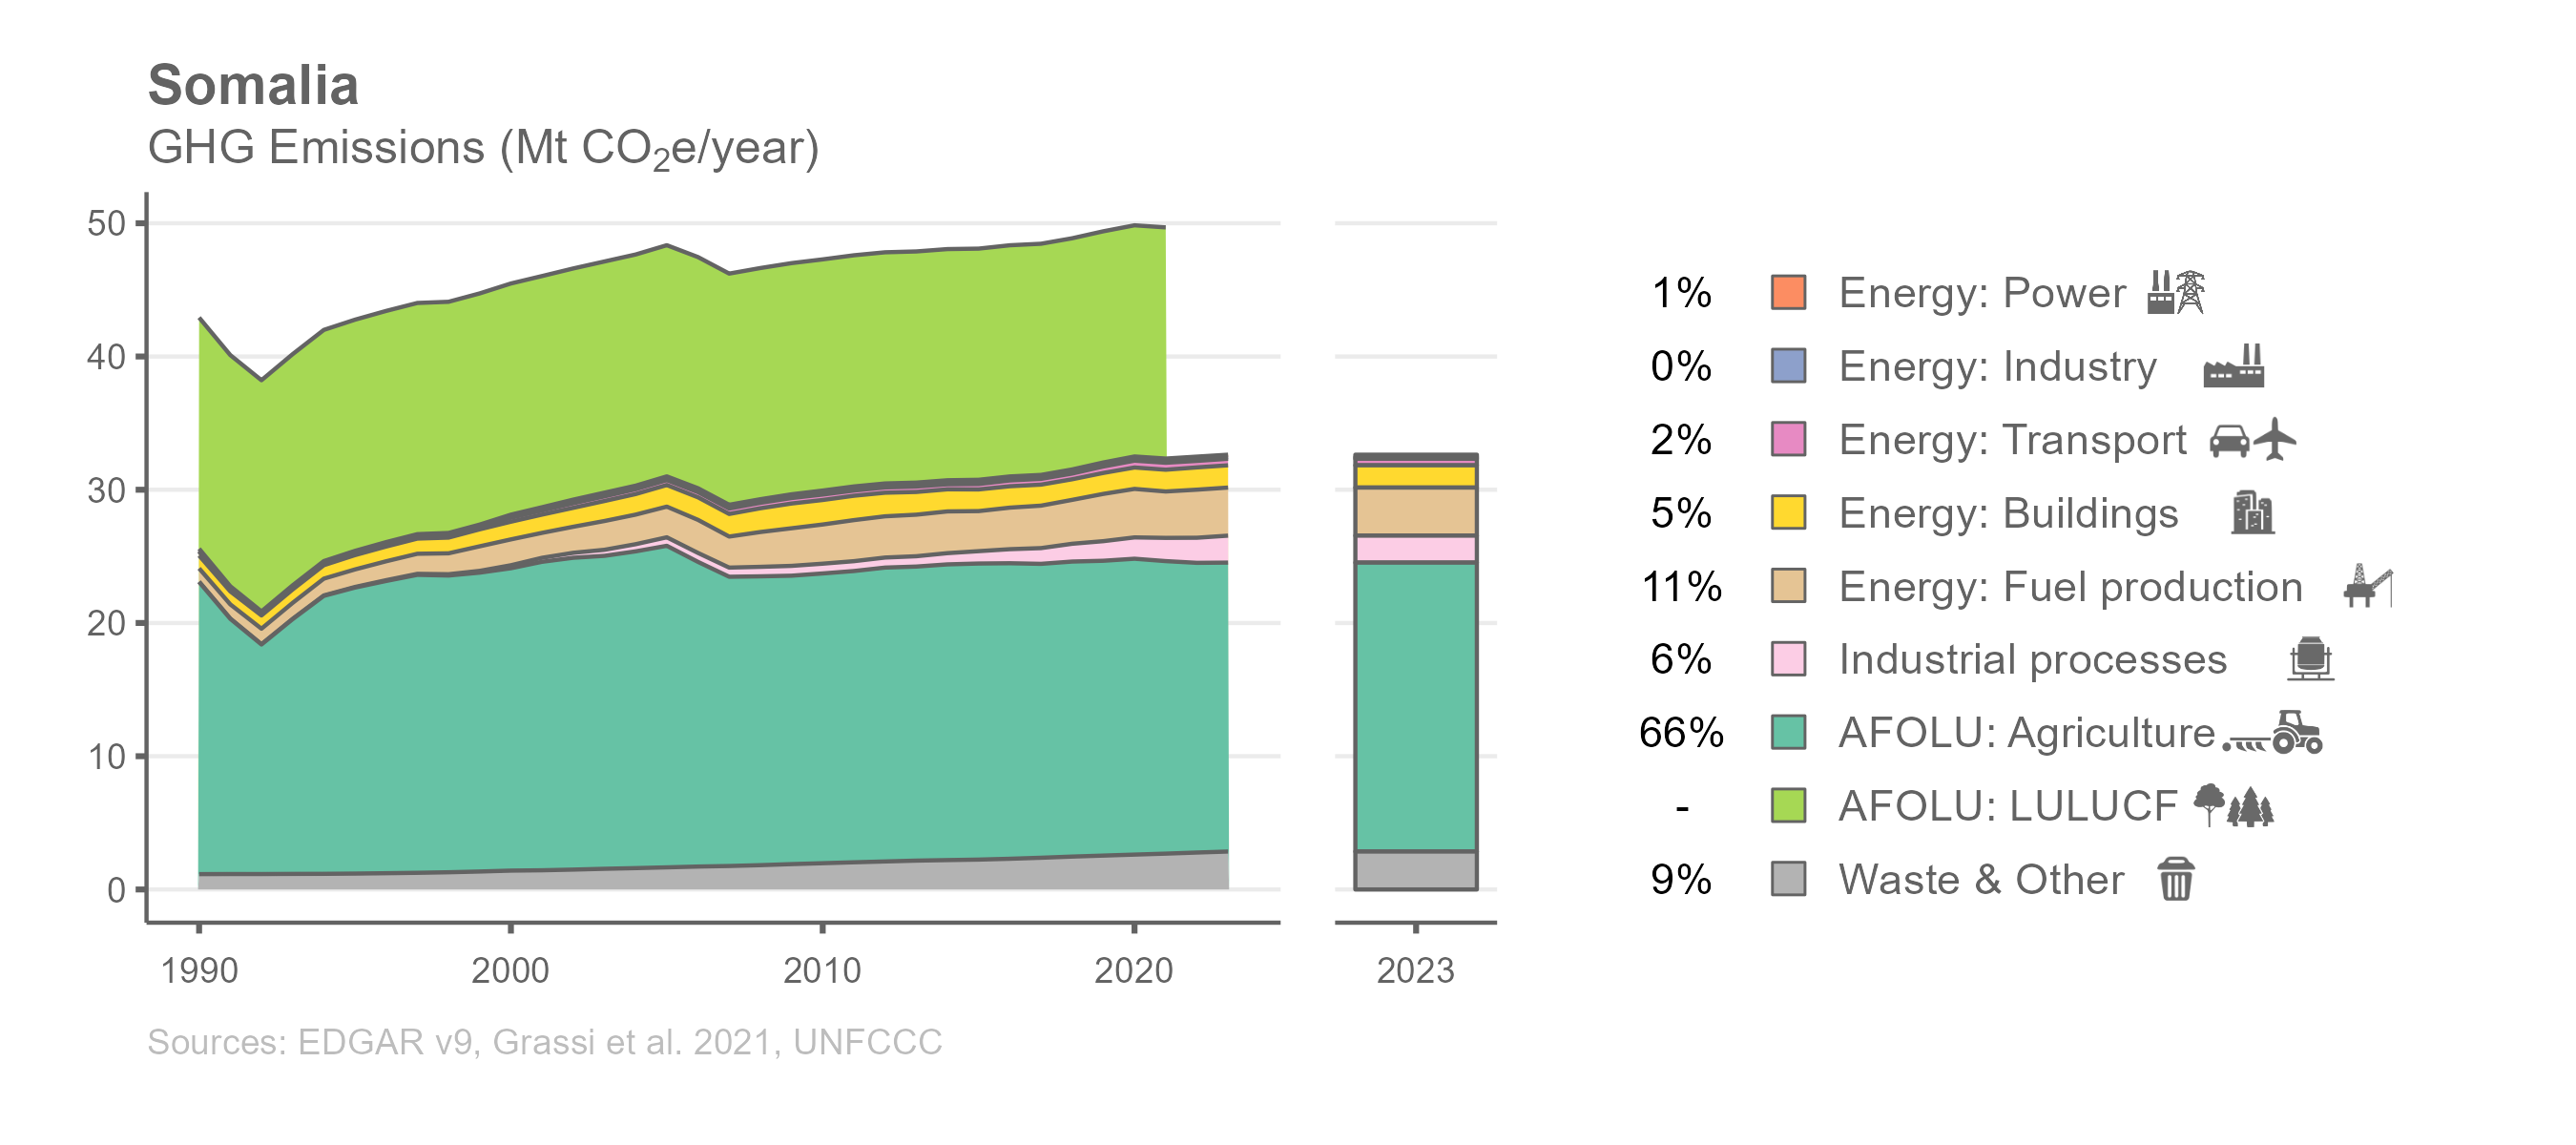 Somalia
GHG Emissions (Mt CO₂e/year)
50
40
30
20
10
0
1990 2000 2010 2020 2023
1% Energy: Power
0% Energy: Industry
2% Energy: Transport
5% Energy: Buildings
11% Energy: Fuel production
6% Industrial processes
66% AFOLU: Agriculture
- AFOLU: LULUCF
9% Waste & Other
Sources: EDGAR v9, Grassi et al. 2021, UNFCCC